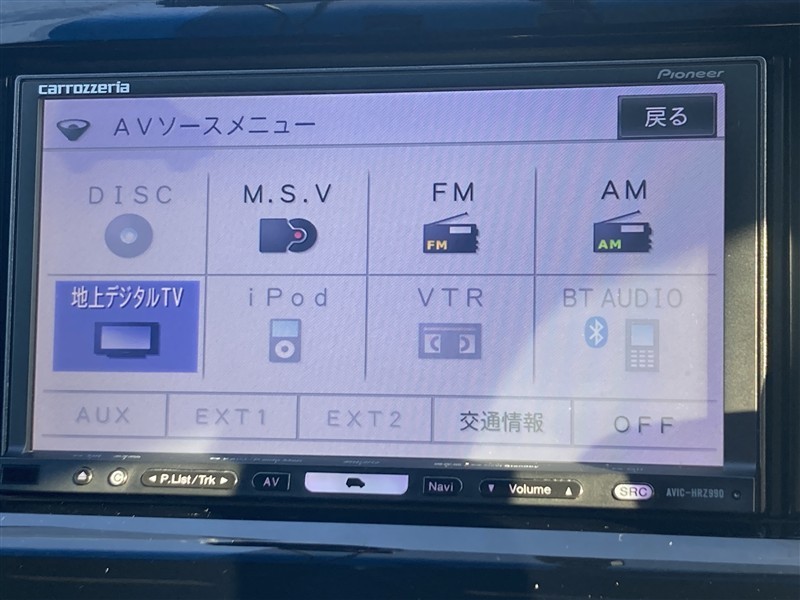 carrozzeria
Pioneer
AVソースメニュー
戻る
DISC
M.S.V
FM
AM
FM
AM
地上デジタルTV
iPod
VTR
BT AUDIO
AUX
EXT1
EXT2
交通情報
OFF
P.List/Trk
AV
Navi
Volume
SRC
AVIC-HRZ990